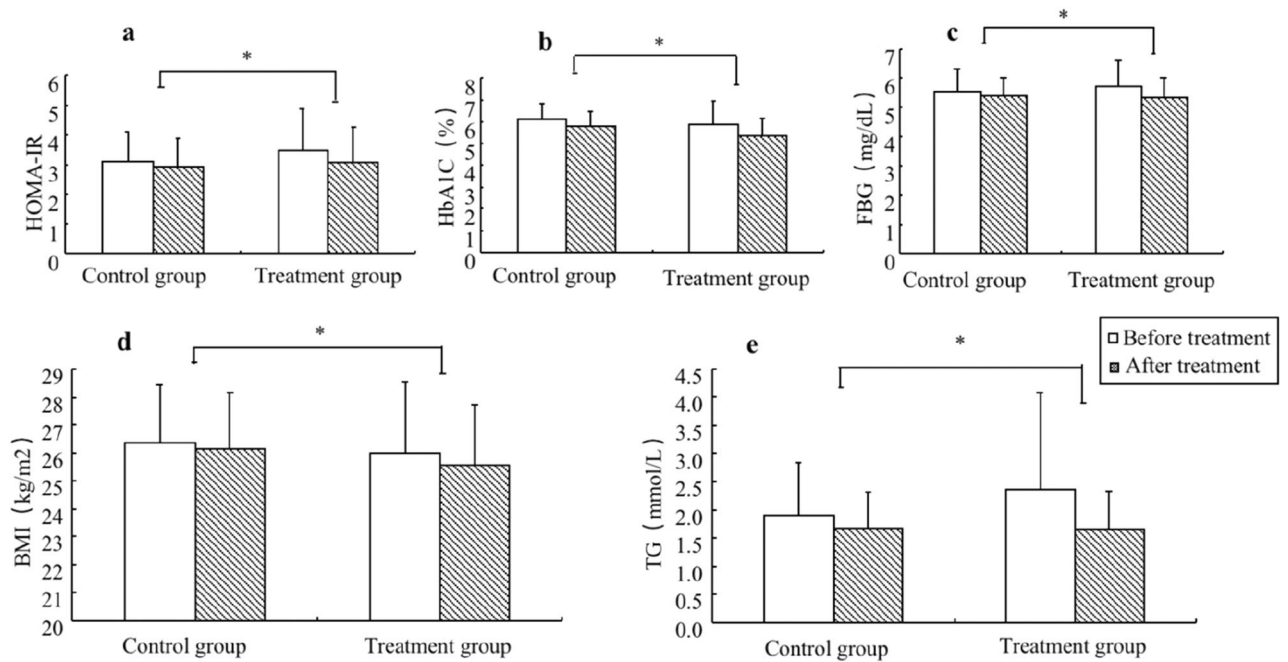 a
*
HOMA-IR
6
5
4
3
2
1
0
Control group
Treatment group
b
*
HbA1C (%)
8
7
6
5
4
3
2
1
0
Control group
Treatment group
c
*
FBG (mg/dL)
7
6
5
4
3
2
1
0
Control group
Treatment group
d
*
BMI (kg/m2)
29
28
27
26
25
24
23
22
21
20
Control group
Treatment group
e
*
TG (mmol/L)
4.5
4.0
3.5
3.0
2.5
2.0
1.5
1.0
0.5
0.0
Control group
Treatment group
Before treatment
After treatment